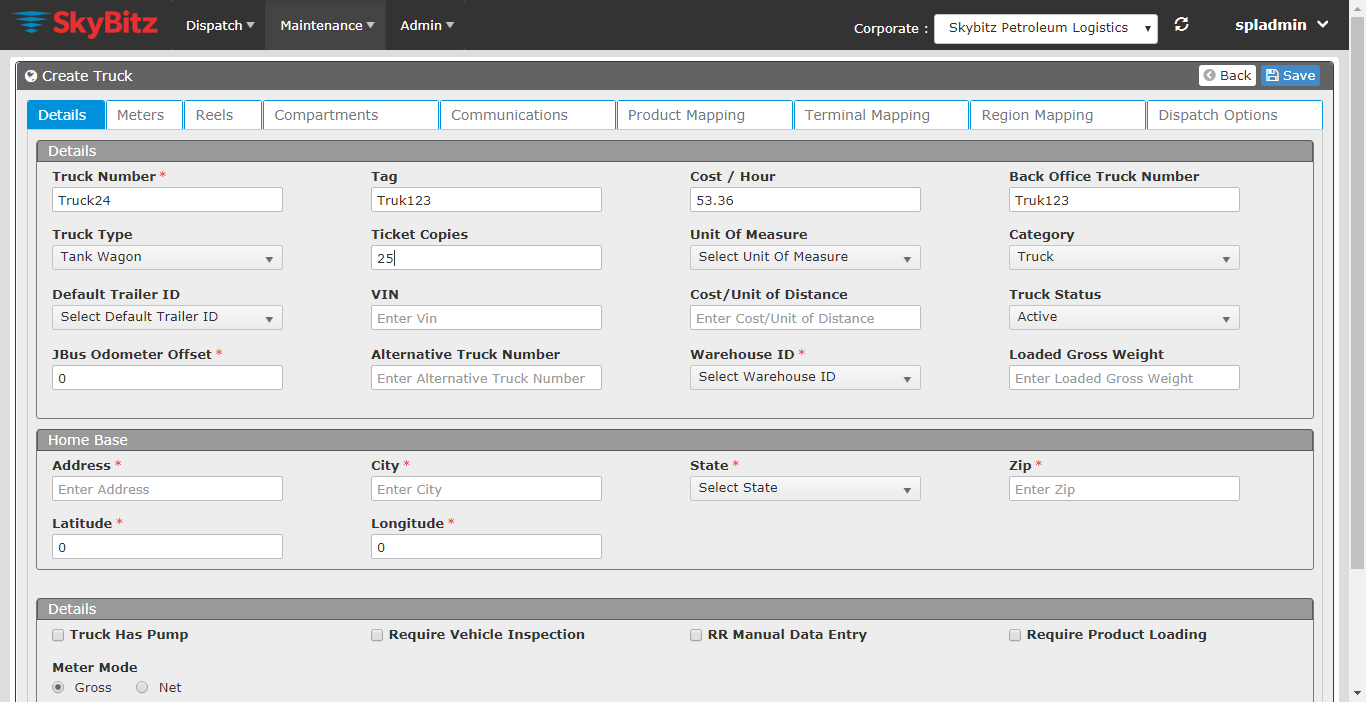 SkyBitz Dispatch Maintenance Admin Corporate : Skybitz Petroleum Logistics spladmin
Create Truck Back Save
Details Meters Reels Compartments Communications Product Mapping Terminal Mapping Region Mapping Dispatch Options
Details
Truck Number * Tag Cost / Hour Back Office Truck Number
Truck24 Truk123 53.36 Truk123
Truck Type Ticket Copies Unit Of Measure Category
Tank Wagon 25 Select Unit Of Measure Truck
Default Trailer ID VIN Cost/Unit of Distance Truck Status
Select Default Trailer ID Enter Vin Enter Cost/Unit of Distance Active
JBus Odometer Offset * Alternative Truck Number Warehouse ID * Loaded Gross Weight
0 Enter Alternative Truck Number Select Warehouse ID Enter Loaded Gross Weight
Home Base
Address * City * State * Zip *
Enter Address Enter City Select State Enter Zip
Latitude * Longitude *
0 0
Details
Truck Has Pump Require Vehicle Inspection RR Manual Data Entry Require Product Loading
Meter Mode
Gross Net